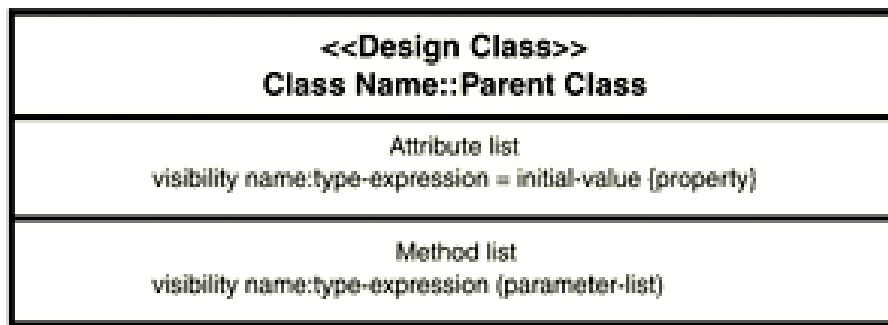 <<Design Class>>
Class Name::Parent Class
Attribute list
visibility name:type-expression = initial-value {property}
Method list
visibility name:type-expression (parameter-list)